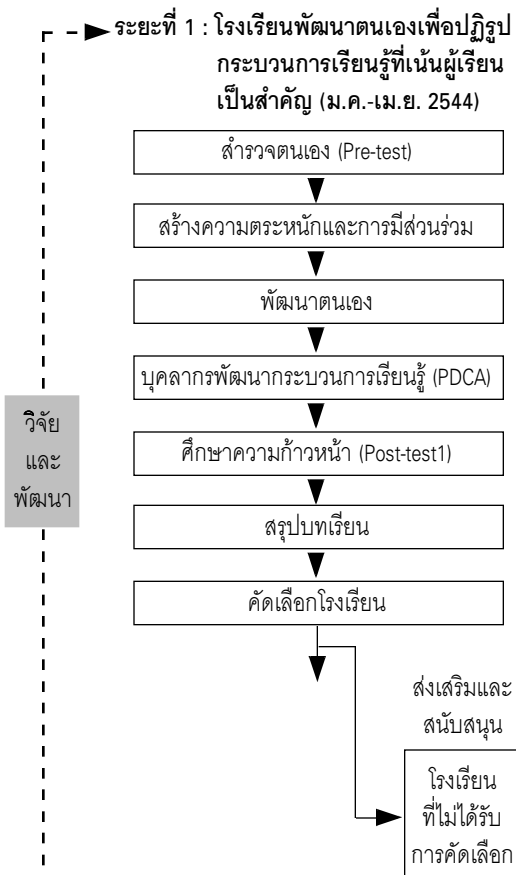 ระยะที่ 1 : โรงเรียนพัฒนาตนเองเพื่อปฏิรูป
กระบวนการเรียนรู้ที่เน้นผู้เรียน
เป็นสำคัญ (ม.ค.-เม.ย. 2544)
สำรวจตนเอง (Pre-test)
สร้างความตระหนักและการมีส่วนร่วม
พัฒนาตนเอง
บุคลากรพัฒนากระบวนการเรียนรู้ (PDCA)
วิจัย
และ
พัฒนา
ศึกษาความก้าวหน้า (Post-test1)
สรุปบทเรียน
คัดเลือกโรงเรียน
ส่งเสริมและ
สนับสนุน
โรงเรียน
ที่ไม่ได้รับ
การคัดเลือก